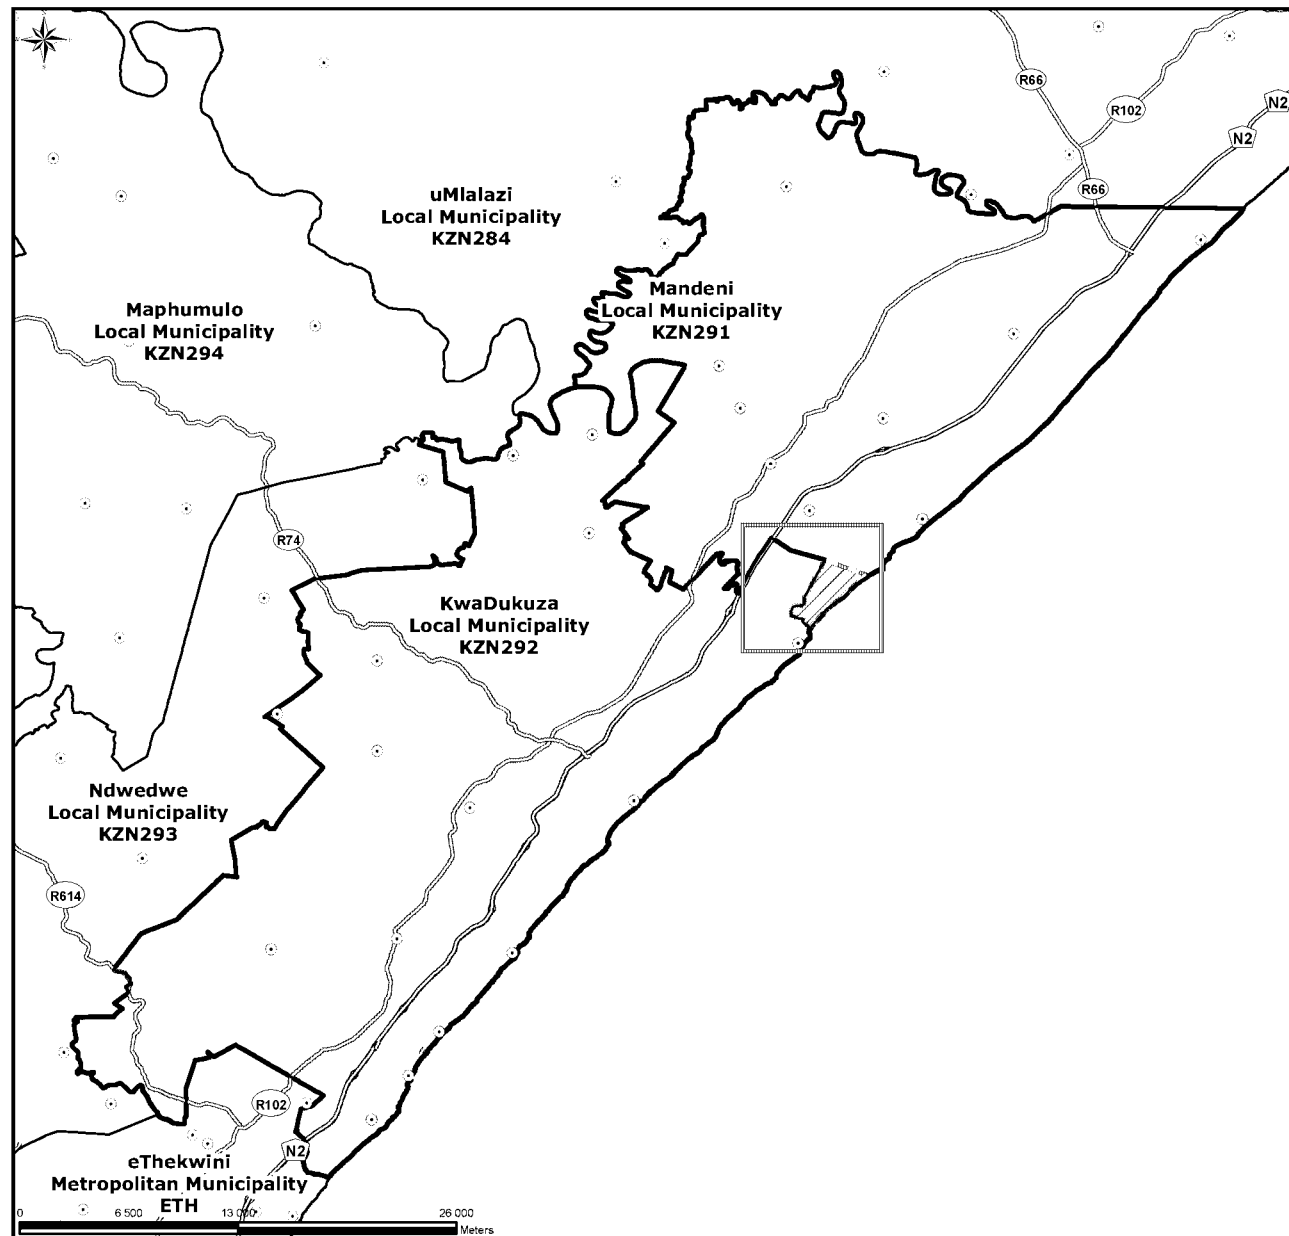 R66
R102
N2
N2
R66
uMlalazi
Local Municipality
KZN284
Mandeni
Local Municipality
KZN291
Maphumulo
Local Municipality
KZN294
R74
KwaDukuza
Local Municipality
KZN292
Ndwedwe
Local Municipality
KZN293
R614
R102
N2
eThekwini
Metropolitan Municipality
ETH
0 6 500 13 000 26 000
Meters